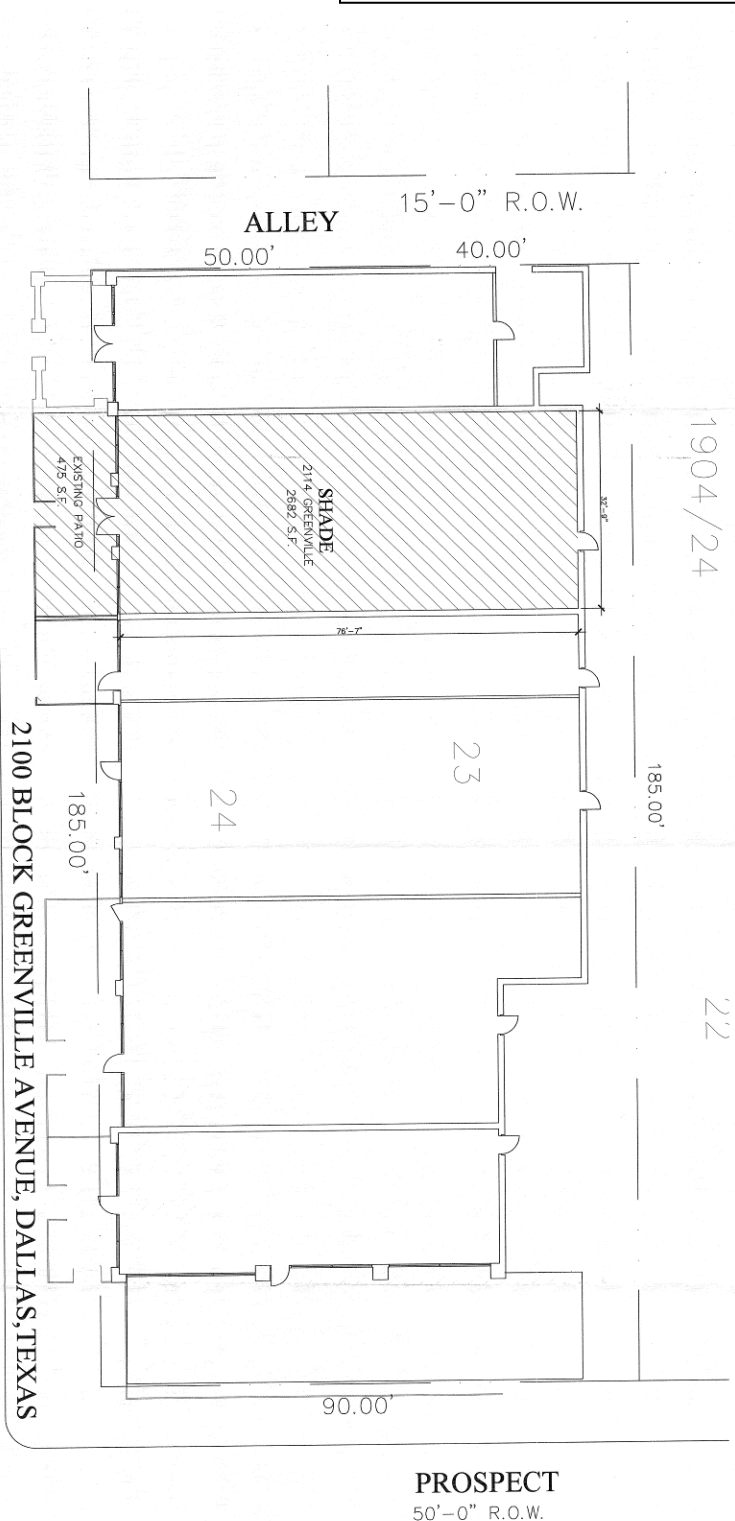 15'-0" R.O.W.
ALLEY
50.00'
40.00'
1904/24
32'-9"
SHADE
2114 GREENVILLE
2682 S.F.
EXISTING PATIO
475 S.F.
76'-7"
23
24
185.00'
185.00'
22
2100 BLOCK GREENVILLE AVENUE, DALLAS,TEXAS
90.00'
PROSPECT
50'-0" R.O.W.